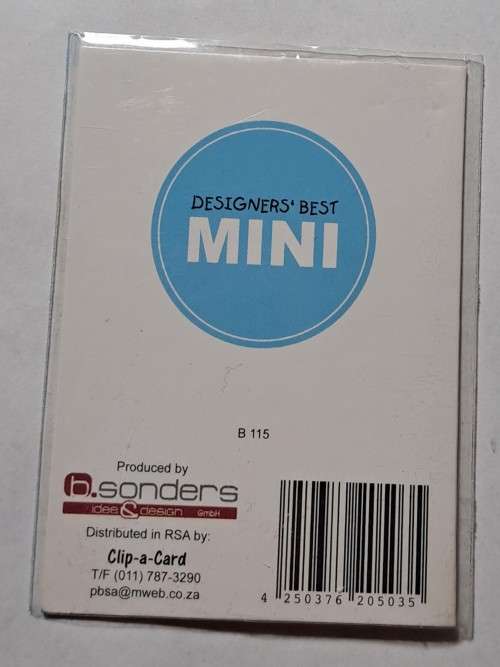 DESIGNERS' BEST
MINI
B 115
Produced by
b.sonders
idee & design GmbH
Distributed in RSA by:
Clip-a-Card
T/F (011) 787-3290
pbsa@mweb.co.za
4 250376 205035